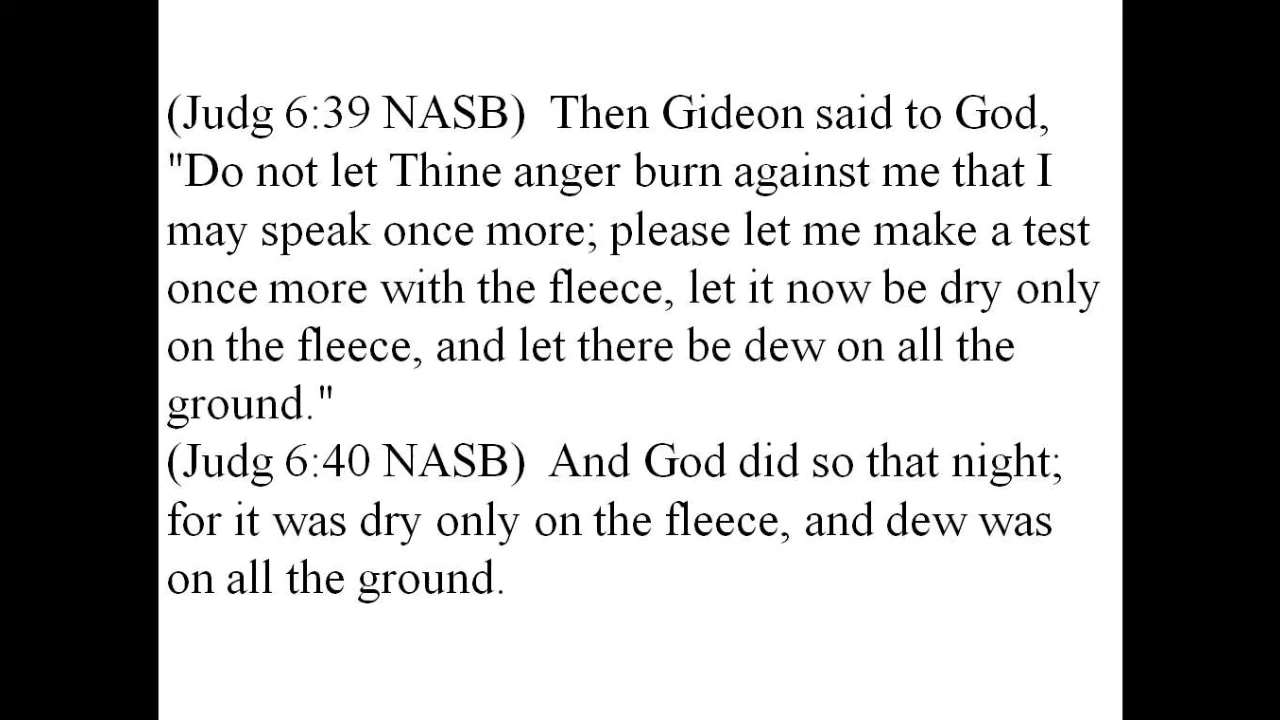 (Judg 6:39 NASB)  Then Gideon said to God,
"Do not let Thine anger burn against me that I
may speak once more; please let me make a test
once more with the fleece, let it now be dry only
on the fleece, and let there be dew on all the
ground."
(Judg 6:40 NASB)  And God did so that night;
for it was dry only on the fleece, and dew was
on all the ground.